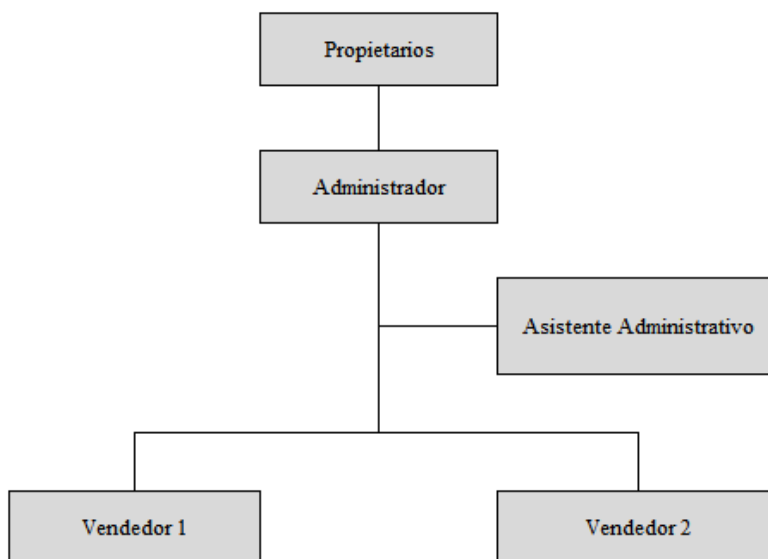 Propietarios
Administrador
Asistente Administrativo
Vendedor 1
Vendedor 2